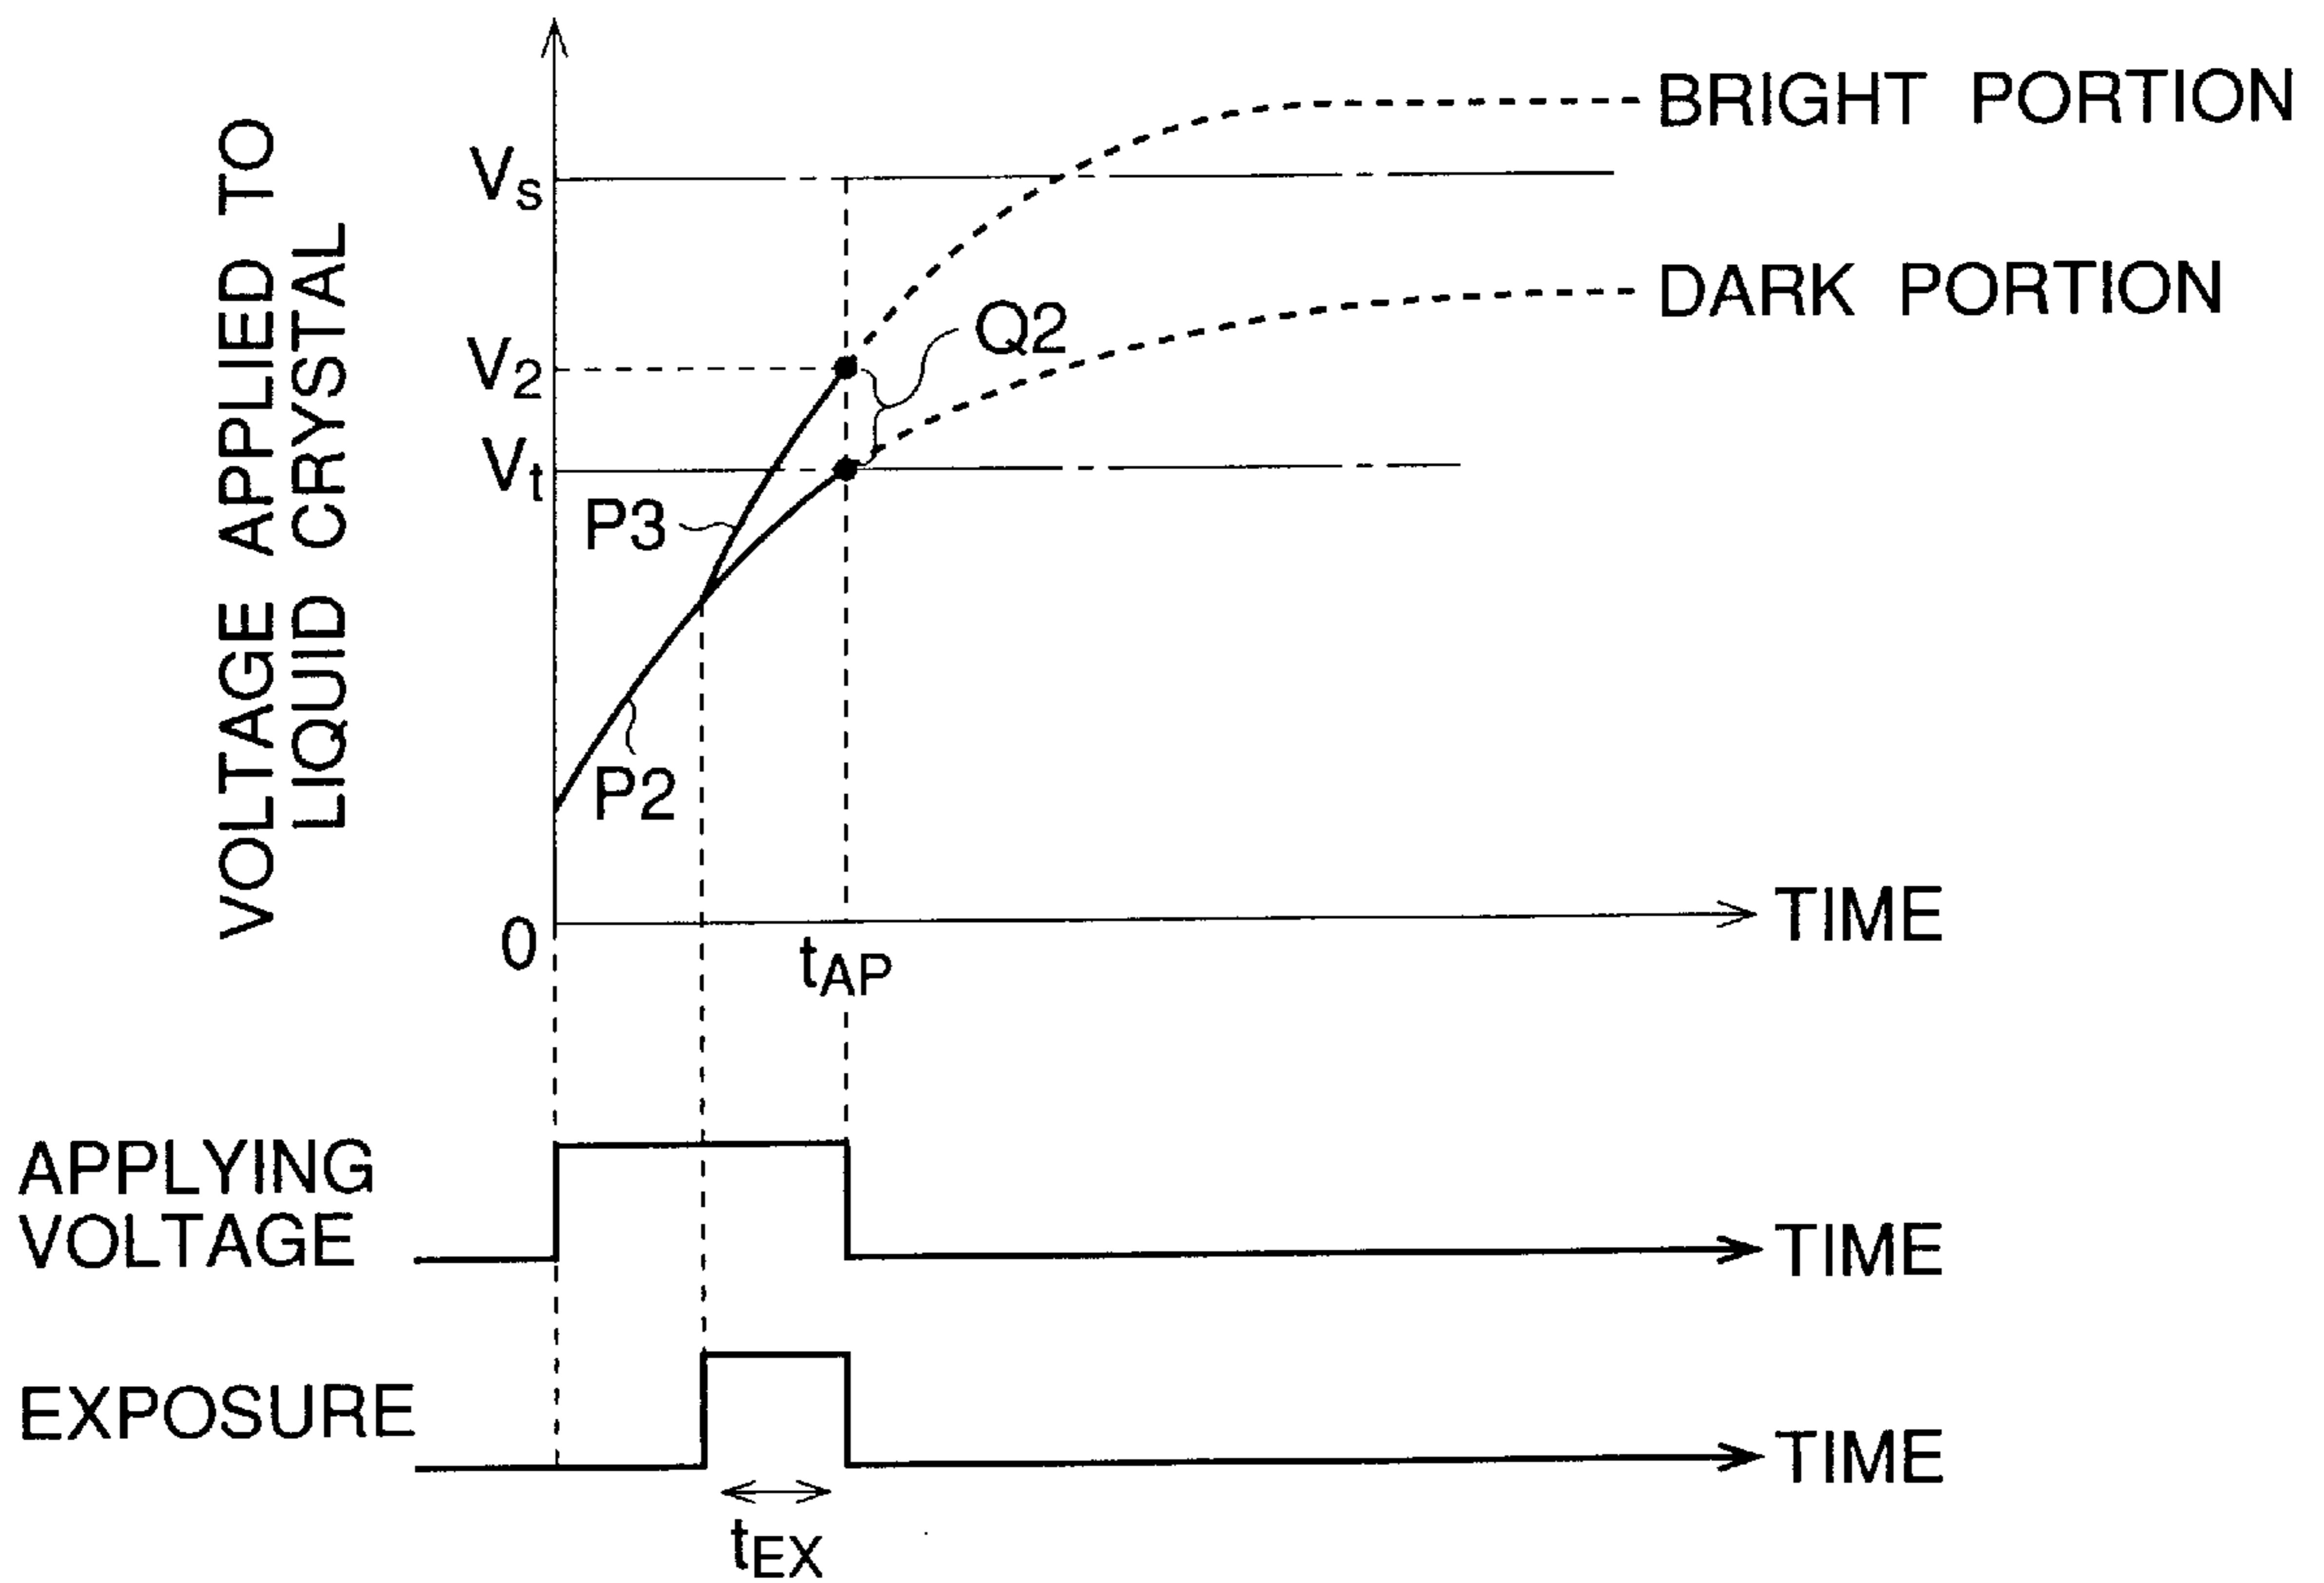 VOLTAGE APPLIED TO
LIQUID CRYSTAL
BRIGHT PORTION
Vs
DARK PORTION
Q2
V2
Vt
P3
P2
0
tAP
TIME
APPLYING
VOLTAGE
TIME
EXPOSURE
TIME
tEX